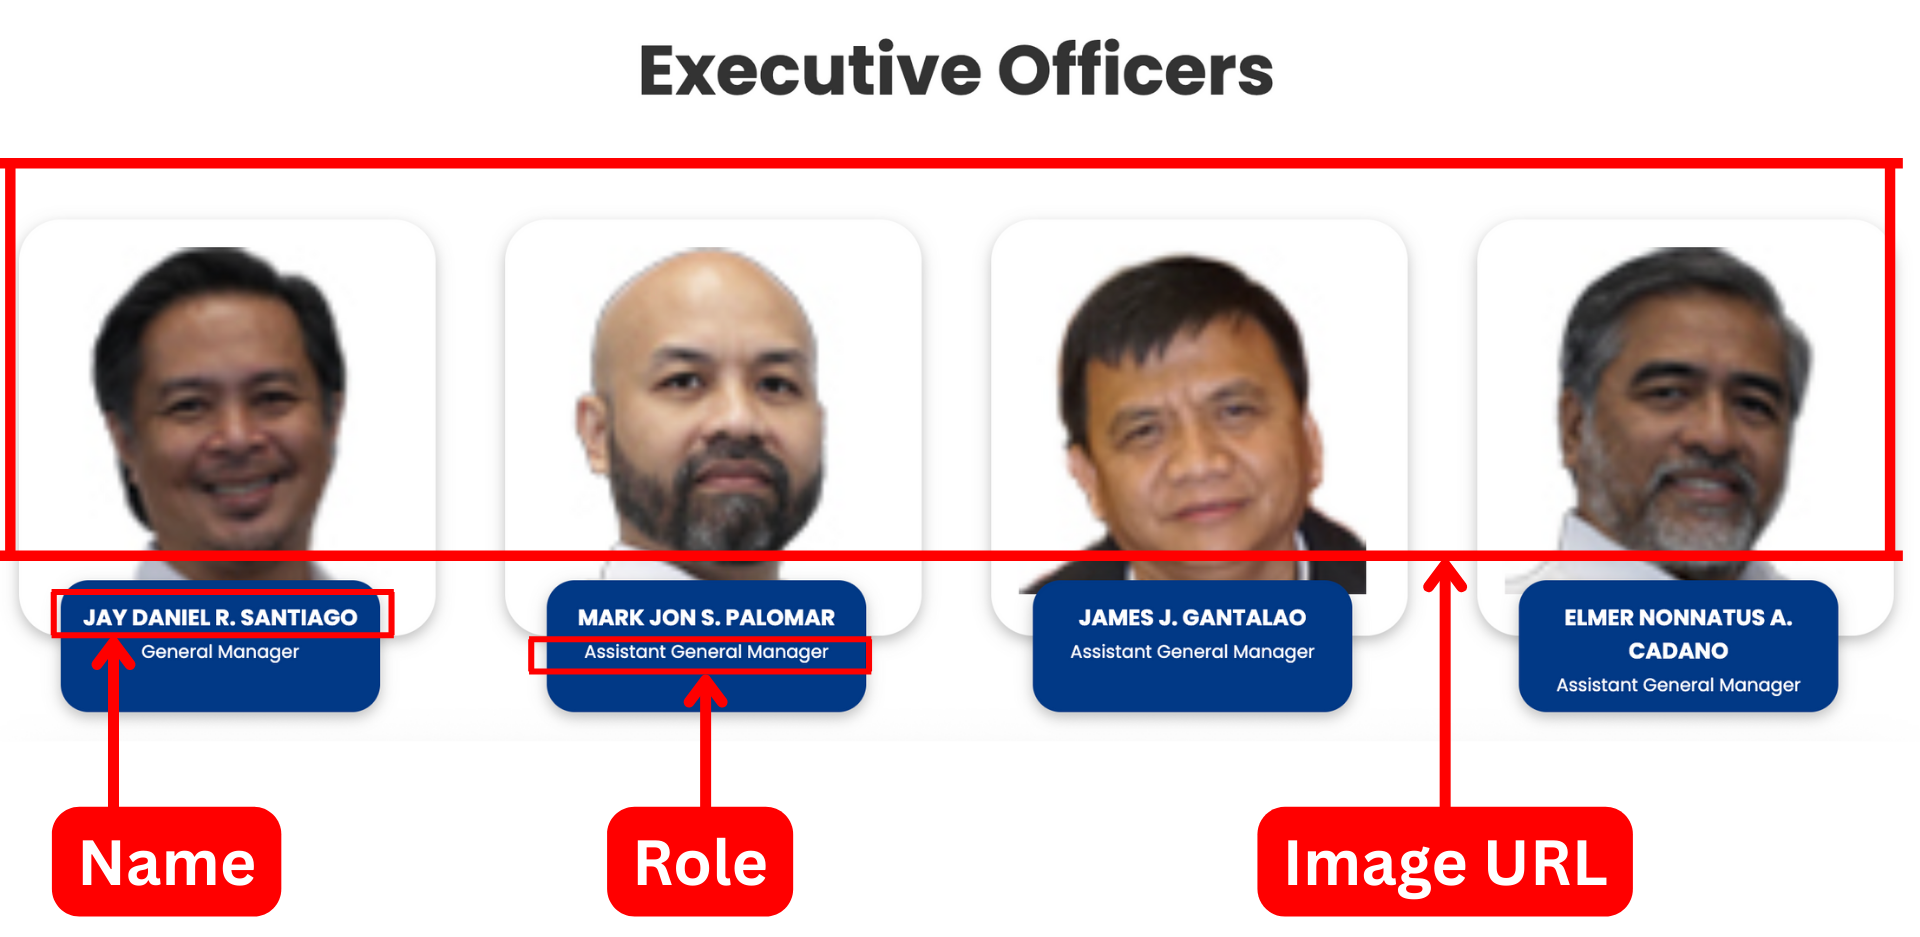 Executive Officers
JAY DANIEL R. SANTIAGO
General Manager
MARK JON S. PALOMAR
Assistant General Manager
JAMES J. GANTALAO
Assistant General Manager
ELMER NONNATUS A.
CADANO
Assistant General Manager
Name
Role
Image URL